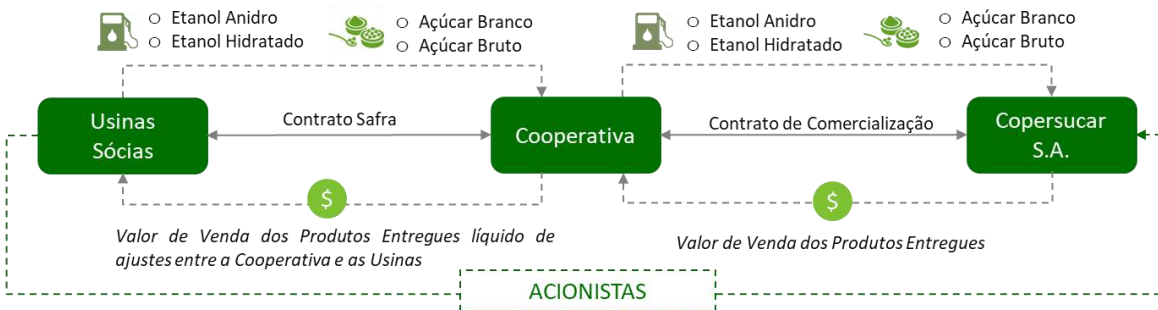 ○ Etanol Anidro
○ Etanol Hidratado
○ Açúcar Branco
○ Açúcar Bruto
○ Etanol Anidro
○ Etanol Hidratado
○ Açúcar Branco
○ Açúcar Bruto
Usinas
Sócias
Contrato Safra
Cooperativa
Contrato de Comercialização
Copersucar
S.A.
$
$
Valor de Venda dos Produtos Entregues líquido de
ajustes entre a Cooperativa e as Usinas
Valor de Venda dos Produtos Entregues
ACIONISTAS